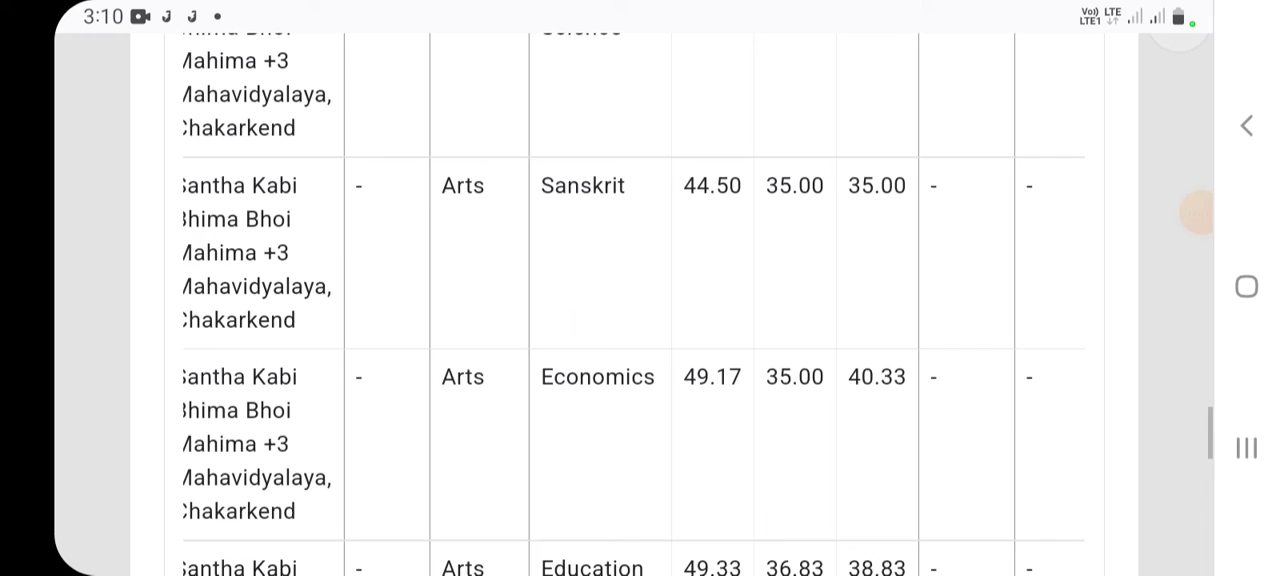 3:10
Vo) LTE
LTE1
Mahima +3
Mahavidyalaya,
Chakarkend
Santha Kabi - Arts Sanskrit 44.50 35.00 35.00 - -
Bhima Bhoi
Mahima +3
Mahavidyalaya,
Chakarkend
Santha Kabi - Arts Economics 49.17 35.00 40.33 - -
Bhima Bhoi
Mahima +3
Mahavidyalaya,
Chakarkend
Santha Kabi - Arts Education 49.33 36.83 38.83 - -